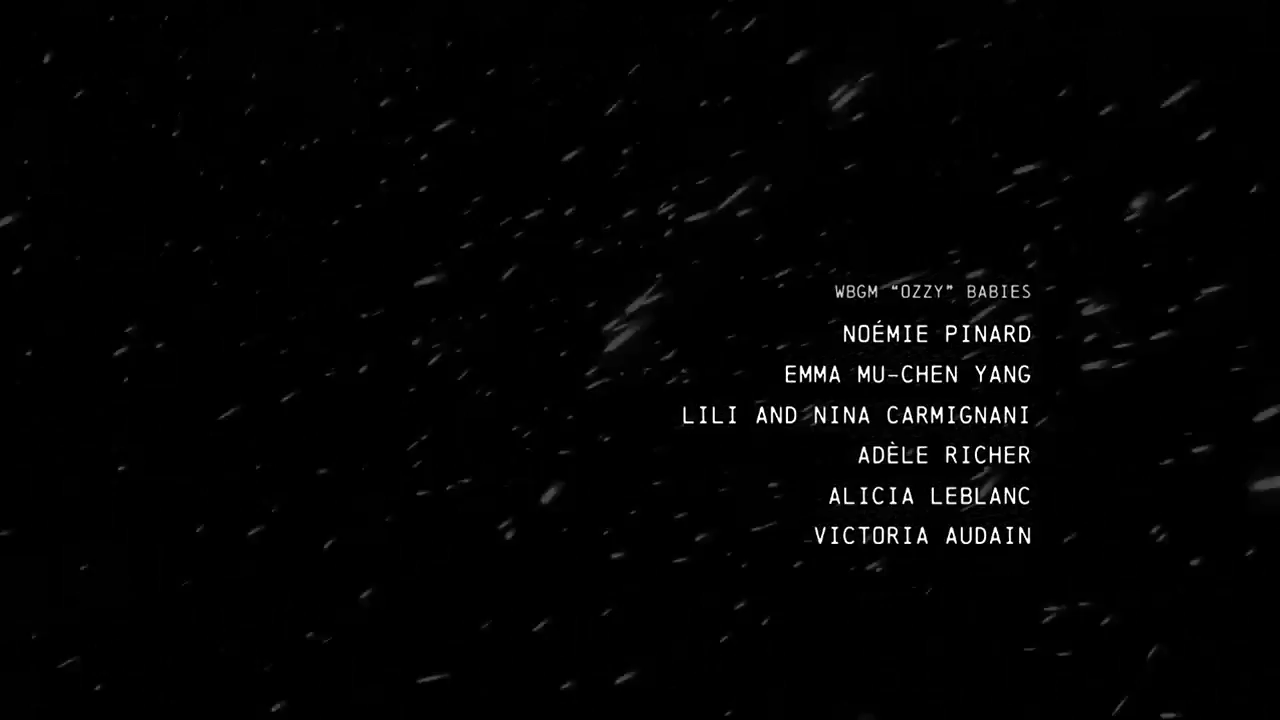 WBGM “OZZY” BABIES
NOÉMIE PINARD
EMMA MU-CHEN YANG
LILI AND NINA CARMIGNANI
ADÈLE RICHER
ALICIA LEBLANC
VICTORIA AUDAIN